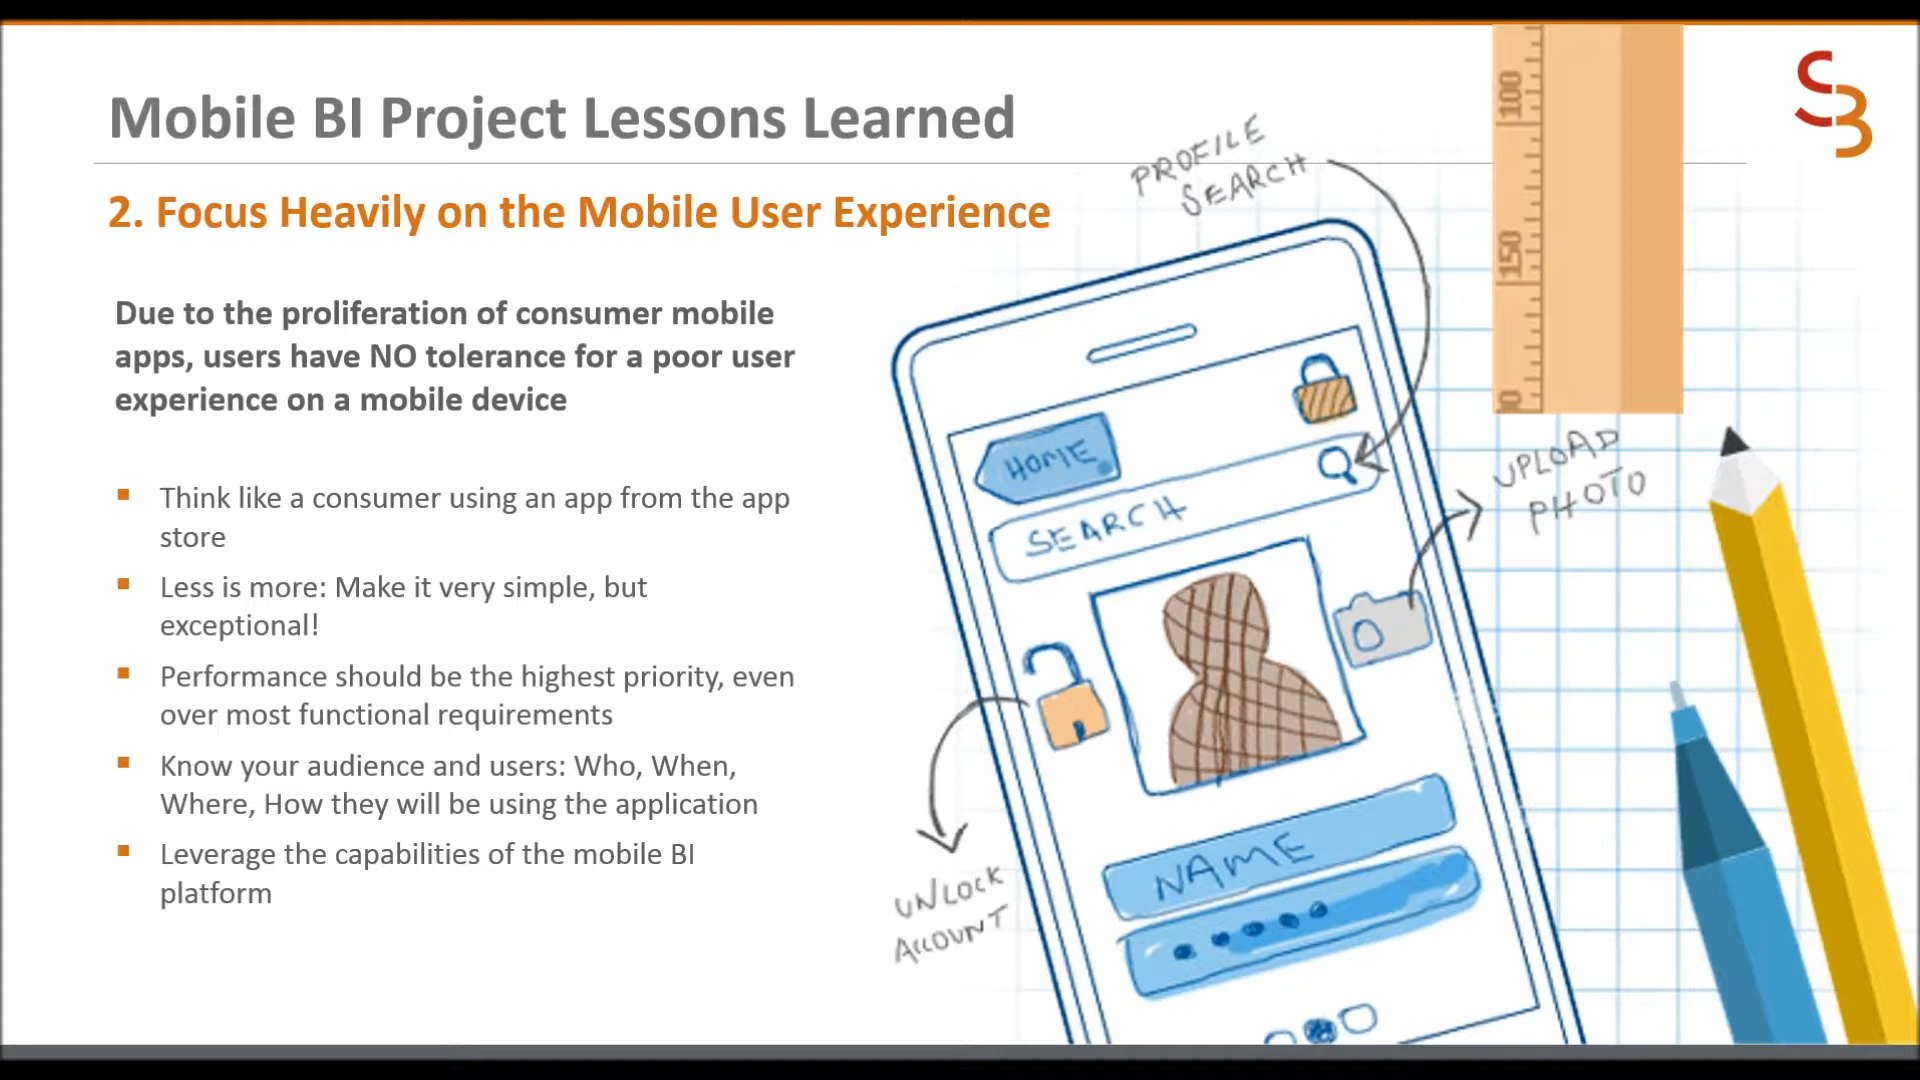 Mobile BI Project Lessons Learned
2. Focus Heavily on the Mobile User Experience
Due to the proliferation of consumer mobile
apps, users have NO tolerance for a poor user
experience on a mobile device
Think like a consumer using an app from the app
store
Less is more: Make it very simple, but
exceptional!
Performance should be the highest priority, even
over most functional requirements
Know your audience and users: Who, When,
Where, How they will be using the application
Leverage the capabilities of the mobile BI
platform
PROFILE
SEARCH
HOME
SEARCH
UPLOAD
PHOTO
UNLOCK
ACCOUNT
NAME
100
150
SB